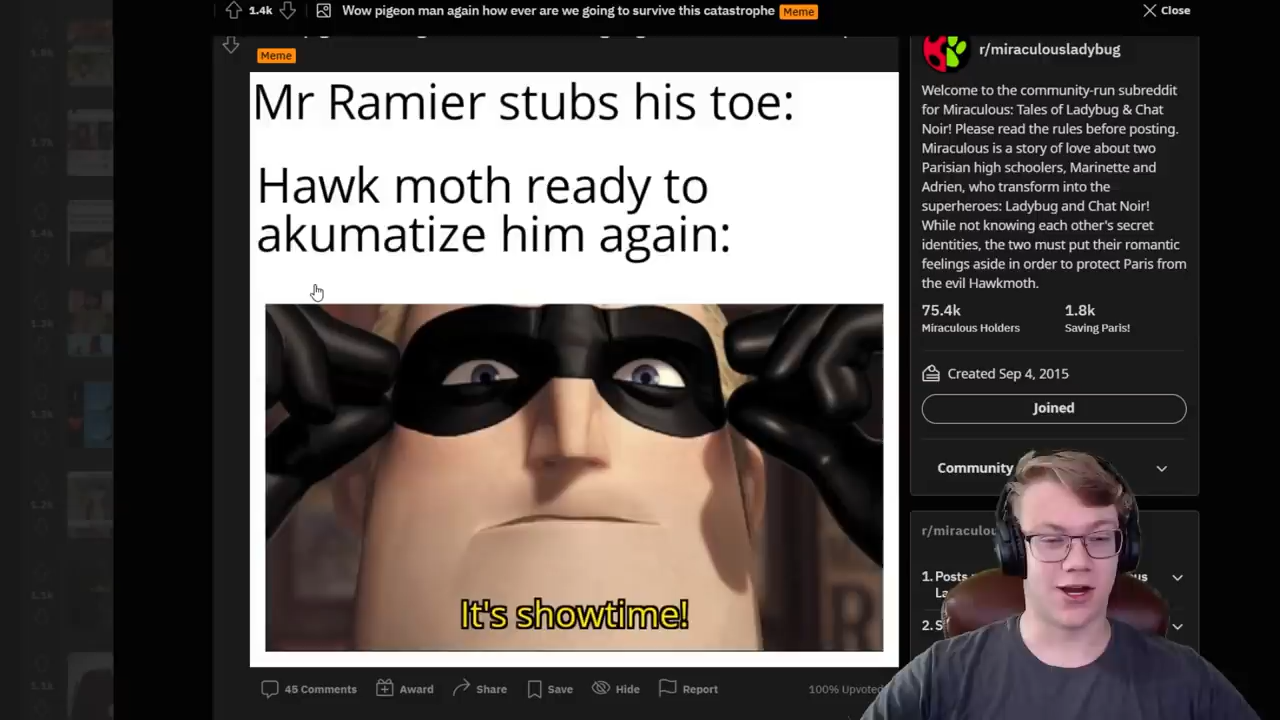 1.4k
Wow pigeon man again how ever are we going to survive this catastrophe Meme
Close
Meme
Mr Ramier stubs his toe:
Hawk moth ready to
akumatize him again:
It's showtime!
45 Comments
Award
Share
Save
Hide
Report
100% Upvoted
r/miraculousladybug
Welcome to the community-run subreddit
for Miraculous: Tales of Ladybug & Chat
Noir! Please read the rules before posting.
Miraculous is a story of love about two
Parisian high schoolers, Marinette and
Adrien, who transform into the
superheroes: Ladybug and Chat Noir!
While not knowing each other's secret
identities, the two must put their romantic
feelings aside in order to protect Paris from
the evil Hawkmoth.
75.4k 1.8k
Miraculous Holders Saving Paris!
Created Sep 4, 2015
Joined
Community
r/miraculou
1. Posts